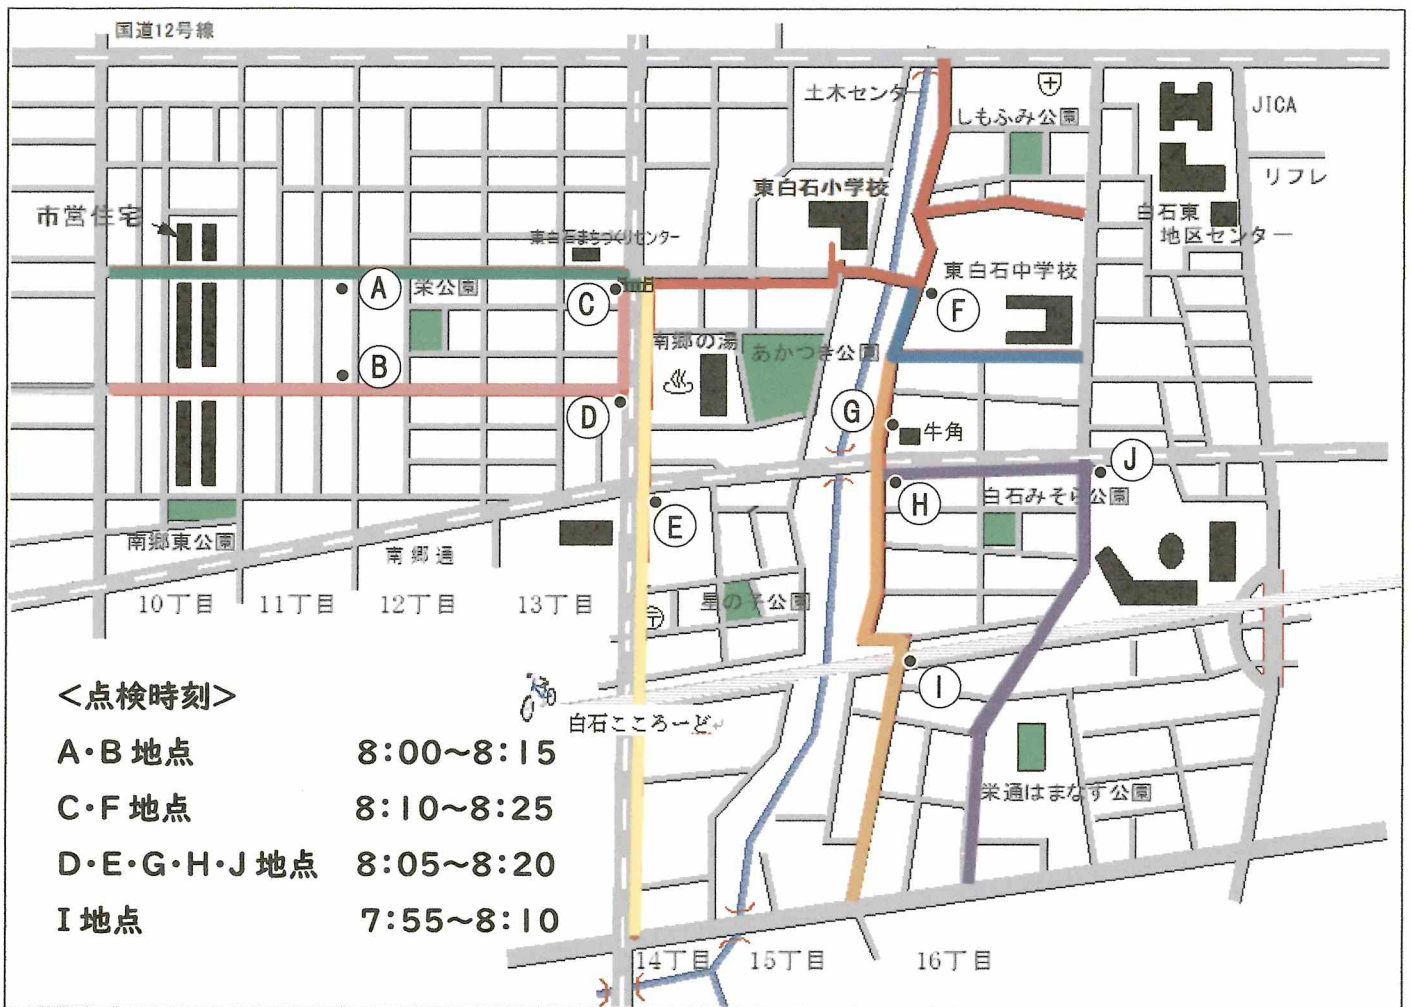 国道12号線
土木センター
しもふみ公園
JICA
リフレ
東白石小学校
市営住宅
白石東
地区センター
東白石まちづくりセンター
東白石中学校
A
栄公園
C
F
南郷の湯
あかつき公園
B
D
G
牛角
J
H
白石みそら公園
E
南郷東公園
南郷通
10丁目
11丁目
12丁目
13丁目
星の子公園
I
白石こころーど
栄通はまなす公園
<点検時刻>
A・B 地点 8:00～8:15
C・F 地点 8:10～8:25
D・E・G・H・J 地点 8:05～8:20
I 地点 7:55～8:10
14丁目
15丁目
16丁目